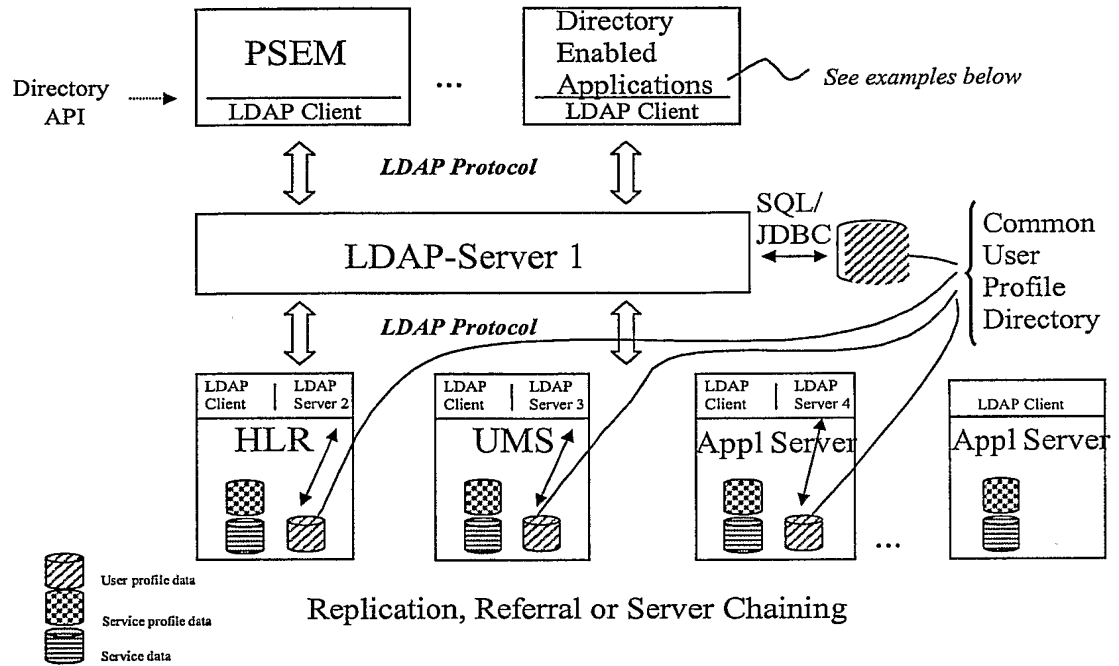 PSEM
LDAP Client
...
Directory
Enabled
Applications
LDAP Client
See examples below
Directory
API
LDAP Protocol
LDAP-Server 1
SQL/
JDBC
Common
User
Profile
Directory
LDAP Protocol
LDAP
Client
LDAP
Server 2
HLR
LDAP
Client
LDAP
Server 3
UMS
LDAP
Client
LDAP
Server 4
Appl Server
LDAP Client
Appl Server
...
User profile data
Service profile data
Service data
Replication, Referral or Server Chaining